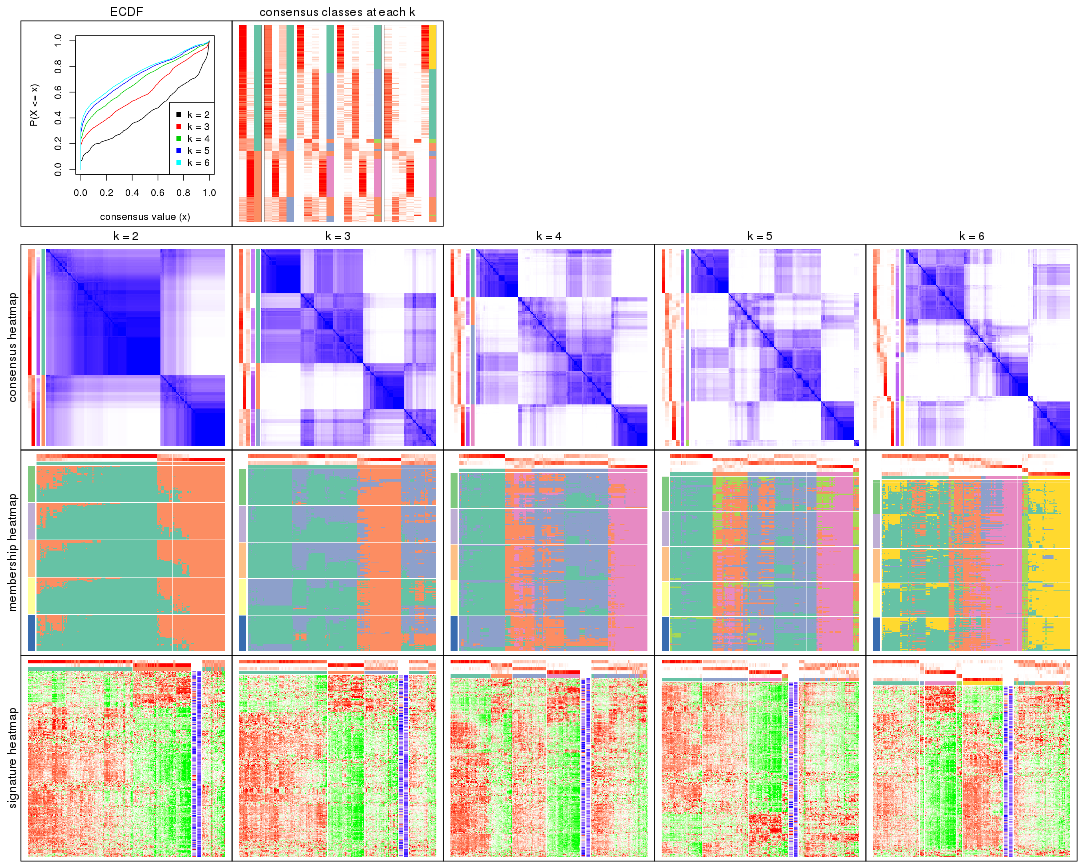 ECDF
consensus classes at each k
P(X <= x)
0.0 0.2 0.4 0.6 0.8 1.0
k = 2
k = 3
k = 4
k = 5
k = 6
0.0 0.2 0.4 0.6 0.8 1.0
consensus value (x)
k = 2 k = 3 k = 4 k = 5 k = 6
consensus heatmap
membership heatmap
signature heatmap